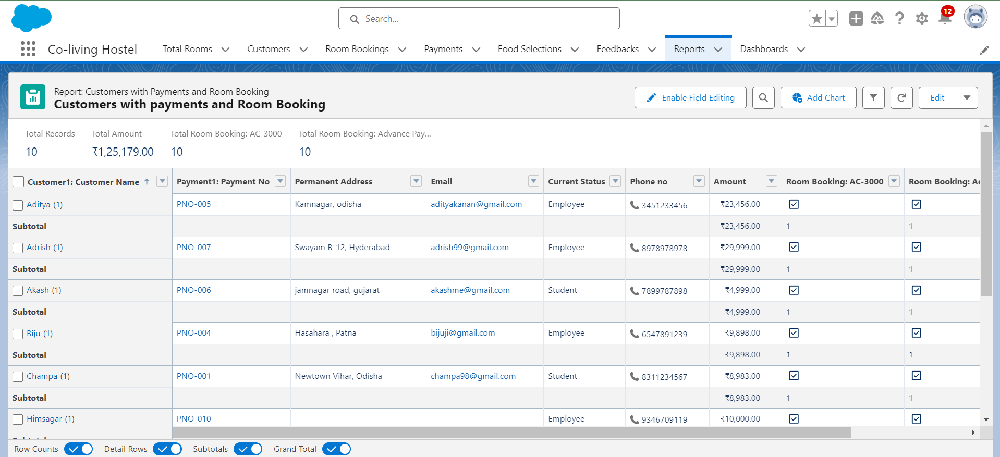 Search...
12
Co-living Hostel Total Rooms Customers Room Bookings Payments Food Selections Feedbacks Reports Dashboards
Report: Customers with Payments and Room Booking
Customers with payments and Room Booking
Enable Field Editing Add Chart Edit
Total Records Total Amount Total Room Booking: AC-3000 Total Room Booking: Advance Pay...
10 ₹1,25,179.00 10 10
Customer1: Customer Name ↑ Payment1: Payment No Permanent Address Email Current Status Phone no Amount Room Booking: AC-3000 Room Booking: A
Aditya (1) PNO-005 Kamnagar, odisha adityakanan@gmail.com Employee 3451233456 ₹23,456.00
Subtotal ₹23,456.00 1 1
Adrish (1) PNO-007 Swayam B-12, Hyderabad adrish99@gmail.com Employee 8978978978 ₹29,999.00
Subtotal ₹29,999.00 1 1
Akash (1) PNO-006 jamnagar road, gujarat akashme@gmail.com Student 7899787898 ₹4,999.00
Subtotal ₹4,999.00 1 1
Biju (1) PNO-004 Hasahara , Patna bijuji@gmail.com Employee 6547891239 ₹9,898.00
Subtotal ₹9,898.00 1 1
Champa (1) PNO-001 Newtown Vihar, Odisha champa98@gmail.com Student 8311234567 ₹8,983.00
Subtotal ₹8,983.00 1 1
Himsagar (1) PNO-010 - - Employee 9346709119 ₹10,000.00
Row Counts Detail Rows Subtotals Grand Total